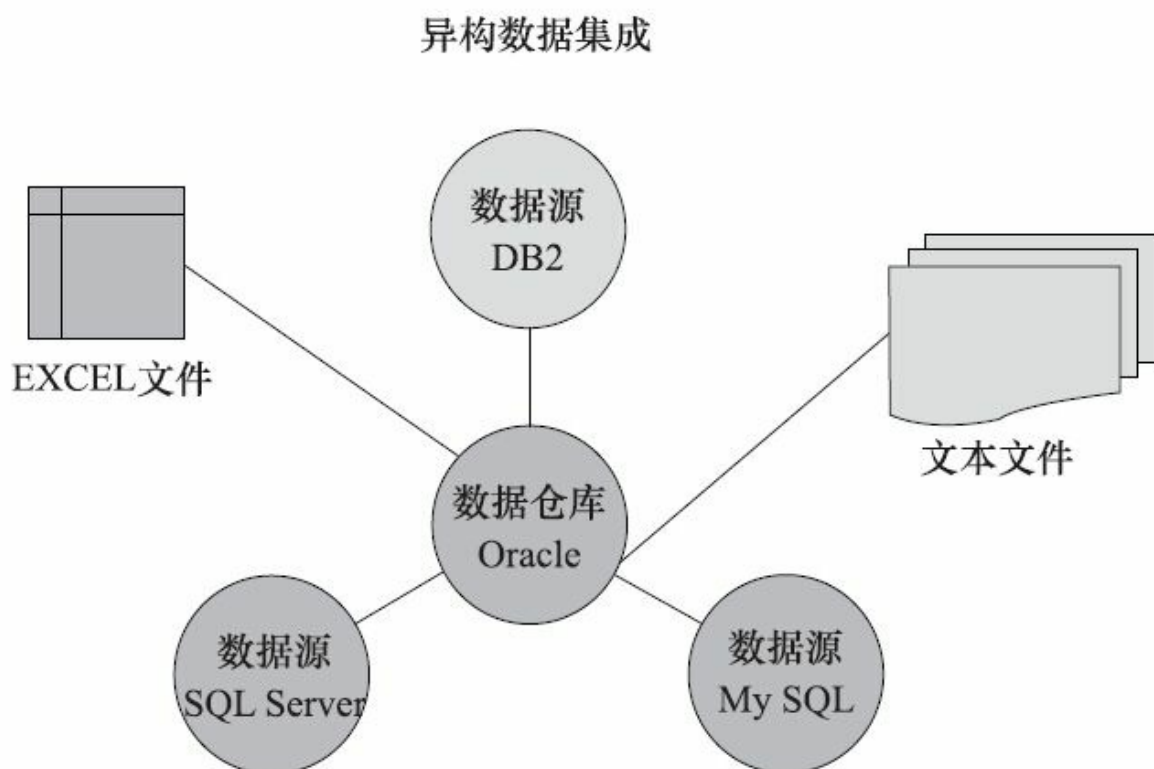 异构数据集成
数据源
DB2
EXCEL文件
文本文件
数据仓库
Oracle
数据源
SQL Server
数据源
My SQL